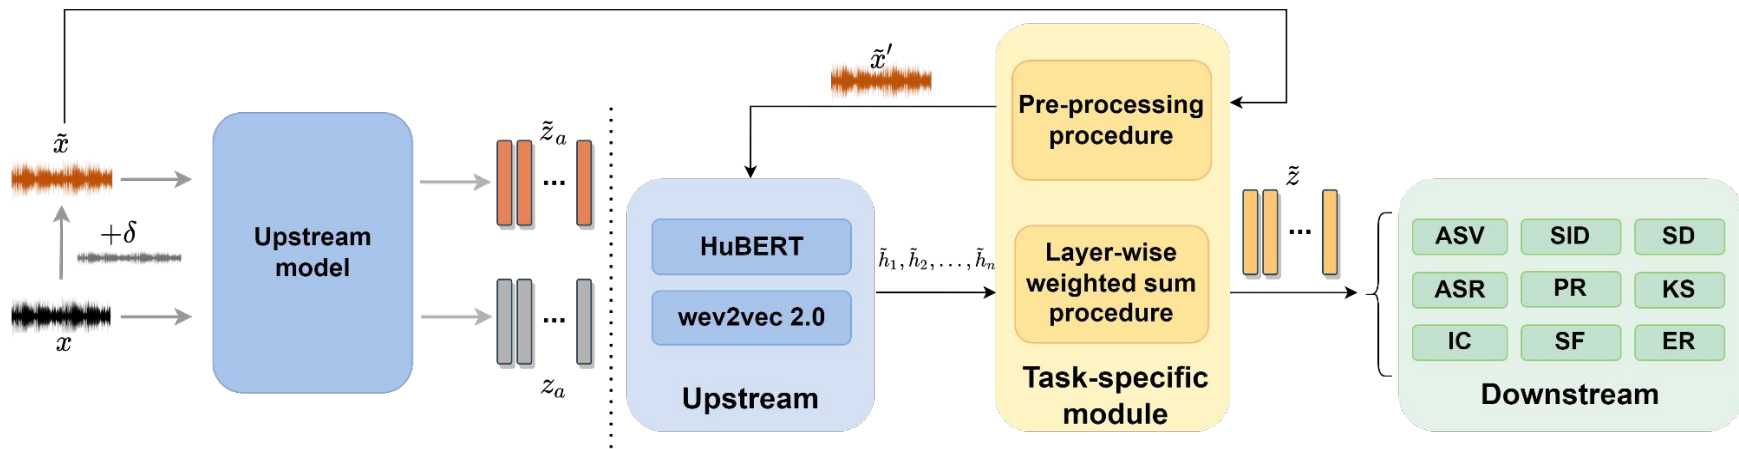 x̃
+δ
x
Upstream
model
z̃ₐ
...
...
zₐ
x̃′
HuBERT
wev2vec 2.0
Upstream
h̃₁, h̃₂, . . . , h̃ₙ
Pre-processing
procedure
Layer-wise
weighted sum
procedure
Task-specific
module
z̃
...
ASV SID SD
ASR PR KS
IC SF ER
Downstream